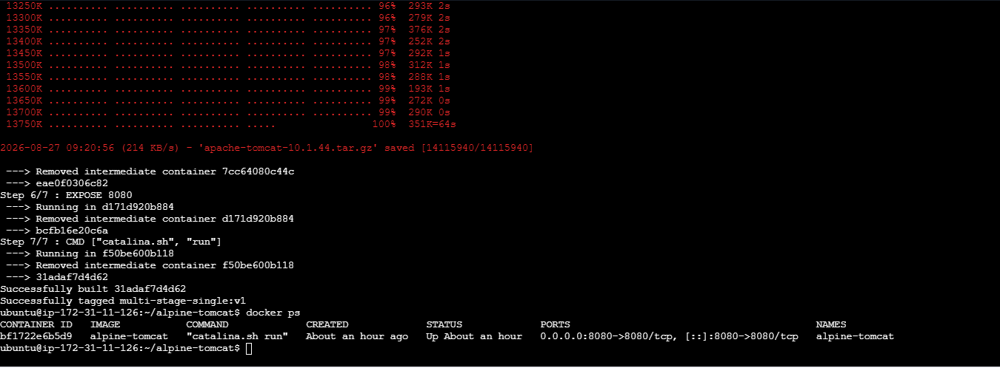 13250K .......... .......... .......... .......... .......... 96%  293K 2s
13300K .......... .......... .......... .......... .......... 96%  279K 2s
13350K .......... .......... .......... .......... .......... 97%  376K 2s
13400K .......... .......... .......... .......... .......... 97%  252K 2s
13450K .......... .......... .......... .......... .......... 97%  292K 1s
13500K .......... .......... .......... .......... .......... 98%  312K 1s
13550K .......... .......... .......... .......... .......... 98%  288K 1s
13600K .......... .......... .......... .......... .......... 99%  193K 1s
13650K .......... .......... .......... .......... .......... 99%  272K 0s
13700K .......... .......... .......... .......... .......... 99%  290K 0s
13750K .......... .......... .......... .....                100%  351K=64s
2026-08-27 09:20:56 (214 KB/s) - 'apache-tomcat-10.1.44.tar.gz' saved [14115940/14115940]
 ---> Removed intermediate container 7cc64080c44c
 ---> eae0f0306c82
Step 6/7 : EXPOSE 8080
 ---> Running in d171d920b884
 ---> Removed intermediate container d171d920b884
 ---> bcfb16e20c6a
Step 7/7 : CMD ["catalina.sh", "run"]
 ---> Running in f50be600b118
 ---> Removed intermediate container f50be600b118
 ---> 31adaf7d4d62
Successfully built 31adaf7d4d62
Successfully tagged multi-stage-single:v1
ubuntu@ip-172-31-11-126:~/alpine-tomcat$ docker ps
CONTAINER ID   IMAGE           COMMAND             CREATED             STATUS             PORTS                                         NAMES
bf1722e6b5d9   alpine-tomcat   "catalina.sh run"   About an hour ago   Up About an hour   0.0.0.0:8080->8080/tcp, [::]:8080->8080/tcp   alpine-tomcat
ubuntu@ip-172-31-11-126:~/alpine-tomcat$